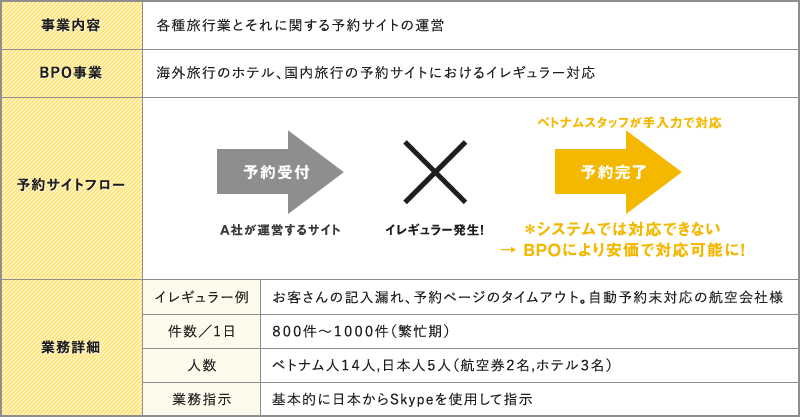 事業内容
各種旅行業とそれに関する予約サイトの運営
BPO事業
海外旅行のホテル、国内旅行の予約サイトにおけるイレギュラー対応
予約サイトフロー
予約受付
A社が運営するサイト
イレギュラー発生!
ベトナムスタッフが手入力で対応
予約完了
＊システムでは対応できない
→ BPOにより安価で対応可能に!
業務詳細
イレギュラー例
お客さんの記入漏れ、予約ページのタイムアウト。自動予約末対応の航空会社様
件数／1日
800件〜1000件（繁忙期）
人数
ベトナム人14人,日本人5人（航空券2名,ホテル3名）
業務指示
基本的に日本からSkypeを使用して指示